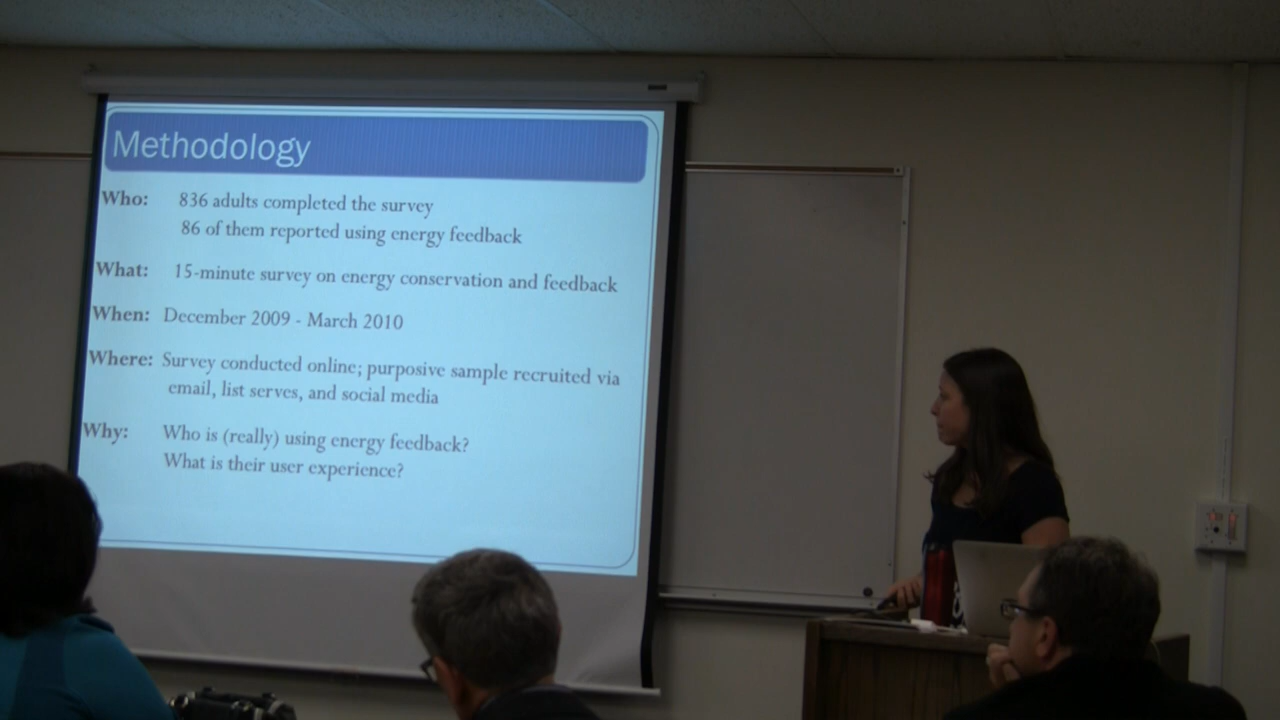 Methodology
Who: 836 adults completed the survey
86 of them reported using energy feedback
What: 15-minute survey on energy conservation and feedback
When: December 2009 - March 2010
Where: Survey conducted online; purposive sample recruited via
email, list serves, and social media
Why: Who is (really) using energy feedback?
What is their user experience?